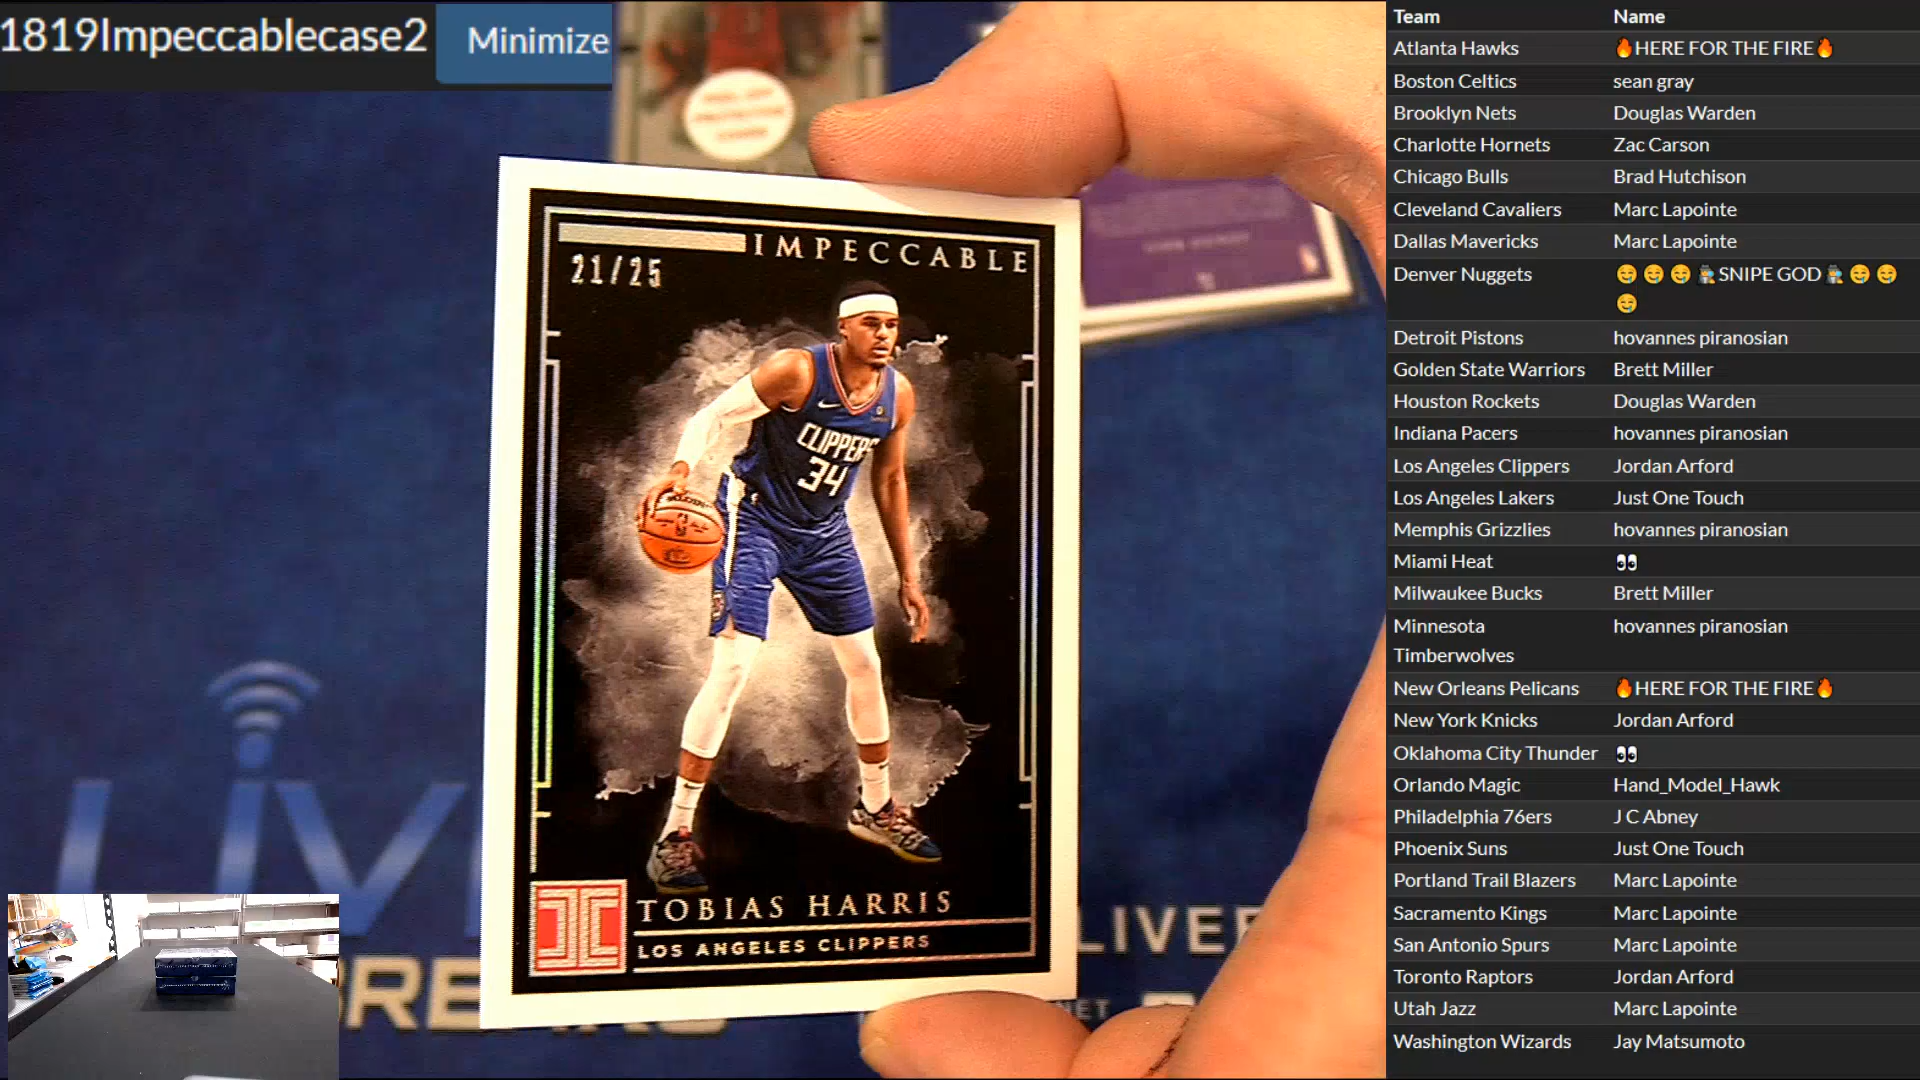 1819Impeccablecase2
Minimize
IMPECCABLE
21/25
CLIPPERS
34
TOBIAS HARRIS
LOS ANGELES CLIPPERS
LIVE
Team Name
Atlanta Hawks 🔥HERE FOR THE FIRE🔥
Boston Celtics sean gray
Brooklyn Nets Douglas Warden
Charlotte Hornets Zac Carson
Chicago Bulls Brad Hutchison
Cleveland Cavaliers Marc Lapointe
Dallas Mavericks Marc Lapointe
Denver Nuggets 🤤🤤🤤🕵SNIPE GOD🕵🤤🤤
🤤
Detroit Pistons hovannes piranosian
Golden State Warriors Brett Miller
Houston Rockets Douglas Warden
Indiana Pacers hovannes piranosian
Los Angeles Clippers Jordan Arford
Los Angeles Lakers Just One Touch
Memphis Grizzlies hovannes piranosian
Miami Heat 👀
Milwaukee Bucks Brett Miller
Minnesota hovannes piranosian
Timberwolves
New Orleans Pelicans 🔥HERE FOR THE FIRE🔥
New York Knicks Jordan Arford
Oklahoma City Thunder 👀
Orlando Magic Hand_Model_Hawk
Philadelphia 76ers J C Abney
Phoenix Suns Just One Touch
Portland Trail Blazers Marc Lapointe
Sacramento Kings Marc Lapointe
San Antonio Spurs Marc Lapointe
Toronto Raptors Jordan Arford
Utah Jazz Marc Lapointe
Washington Wizards Jay Matsumoto